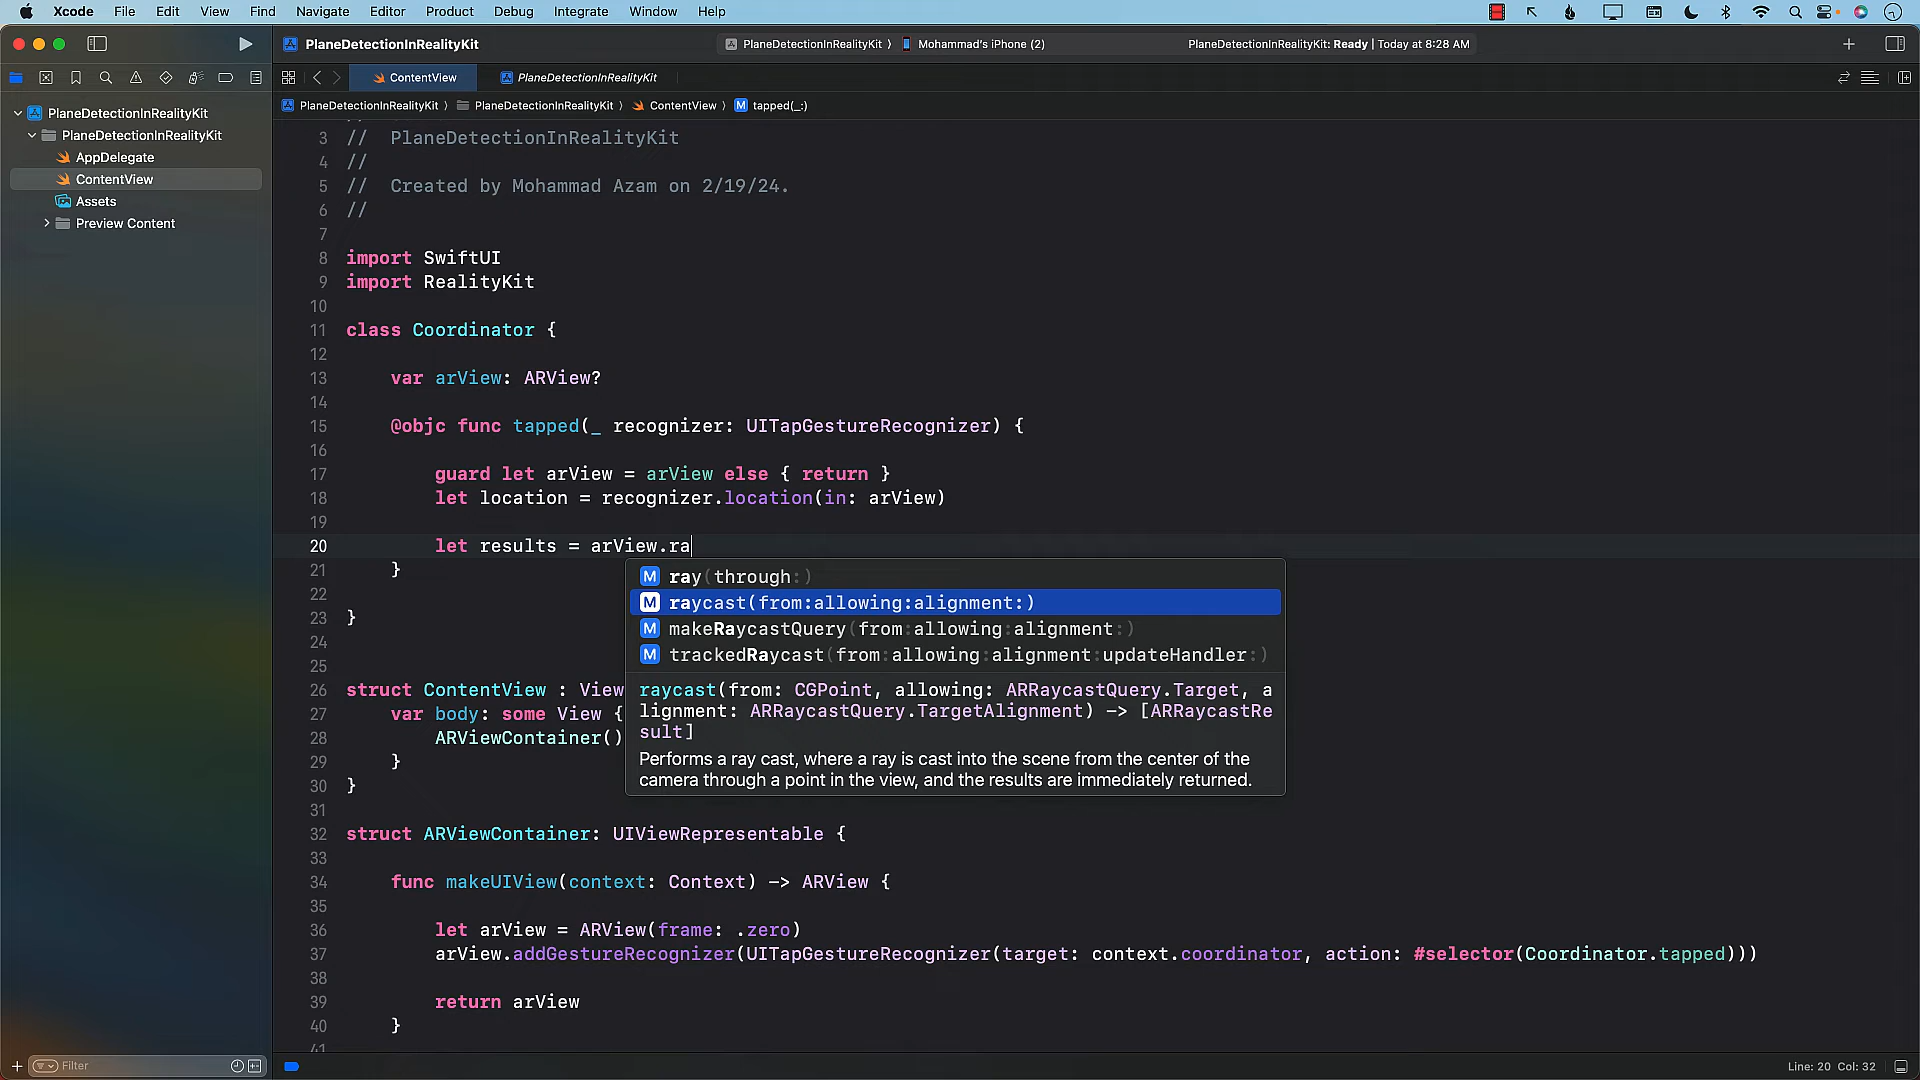 Xcode File Edit View Find Navigate Editor Product Debug Integrate Window Help
PlaneDetectionInRealityKit
PlaneDetectionInRealityKit ⟩ Mohammad's iPhone (2)
PlaneDetectionInRealityKit: Ready | Today at 8:28 AM
ContentView
PlaneDetectionInRealityKit
PlaneDetectionInRealityKit ⟩ PlaneDetectionInRealityKit ⟩ ContentView ⟩ M tapped(_:)
PlaneDetectionInRealityKit
PlaneDetectionInRealityKit
AppDelegate
ContentView
Assets
Preview Content
3 //  PlaneDetectionInRealityKit
4 //
5 //  Created by Mohammad Azam on 2/19/24.
6 //
7
8 import SwiftUI
9 import RealityKit
10
11 class Coordinator {
12
13     var arView: ARView?
14
15     @objc func tapped(_ recognizer: UITapGestureRecognizer) {
16
17         guard let arView = arView else { return }
18         let location = recognizer.location(in: arView)
19
20         let results = arView.ra
21     }
22
23 }
24
25
26 struct ContentView : View
27     var body: some View {
28         ARViewContainer()
29     }
30 }
31
32 struct ARViewContainer: UIViewRepresentable {
33
34     func makeUIView(context: Context) -> ARView {
35
36         let arView = ARView(frame: .zero)
37         arView.addGestureRecognizer(UITapGestureRecognizer(target: context.coordinator, action: #selector(Coordinator.tapped)))
38
39         return arView
40     }
41
M ray(through:)
M raycast(from:allowing:alignment:)
M makeRaycastQuery(from:allowing:alignment:)
M trackedRaycast(from:allowing:alignment:updateHandler:)
raycast(from: CGPoint, allowing: ARRaycastQuery.Target, a
lignment: ARRaycastQuery.TargetAlignment) -> [ARRaycastRe
sult]
Performs a ray cast, where a ray is cast into the scene from the center of the
camera through a point in the view, and the results are immediately returned.
Filter
Line: 20 Col: 32